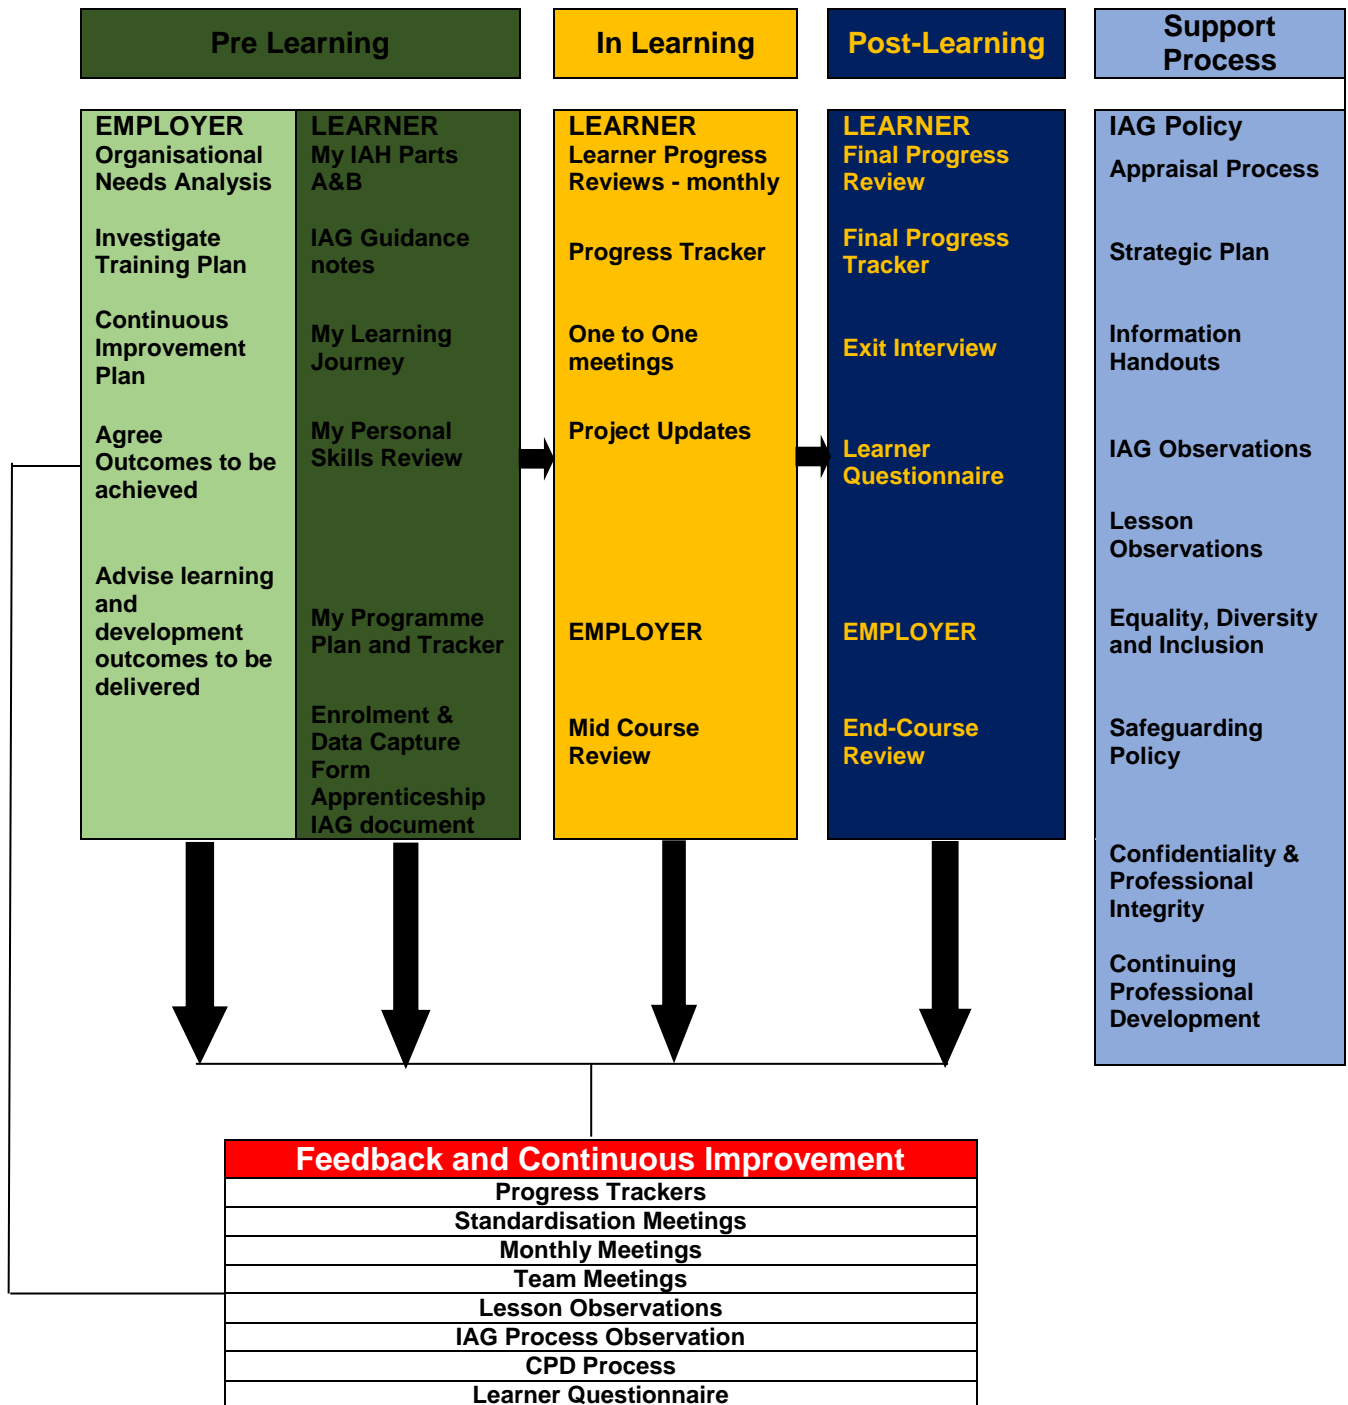 Pre Learning
In Learning
Post-Learning
Support
Process
EMPLOYER
Organisational
Needs Analysis
Investigate
Training Plan
Continuous
Improvement
Plan
Agree
Outcomes to be
achieved
Advise learning
and
development
outcomes to be
delivered
LEARNER
My IAH Parts
A&B
IAG Guidance
notes
My Learning
Journey
My Personal
Skills Review
My Programme
Plan and Tracker
Enrolment &
Data Capture
Form
Apprenticeship
IAG document
LEARNER
Learner Progress
Reviews - monthly
Progress Tracker
One to One
meetings
Project Updates
EMPLOYER
Mid Course
Review
LEARNER
Final Progress
Review
Final Progress
Tracker
Exit Interview
Learner
Questionnaire
EMPLOYER
End-Course
Review
IAG Policy
Appraisal Process
Strategic Plan
Information
Handouts
IAG Observations
Lesson
Observations
Equality, Diversity
and Inclusion
Safeguarding
Policy
Confidentiality &
Professional
Integrity
Continuing
Professional
Development
Feedback and Continuous Improvement
Progress Trackers
Standardisation Meetings
Monthly Meetings
Team Meetings
Lesson Observations
IAG Process Observation
CPD Process
Learner Questionnaire